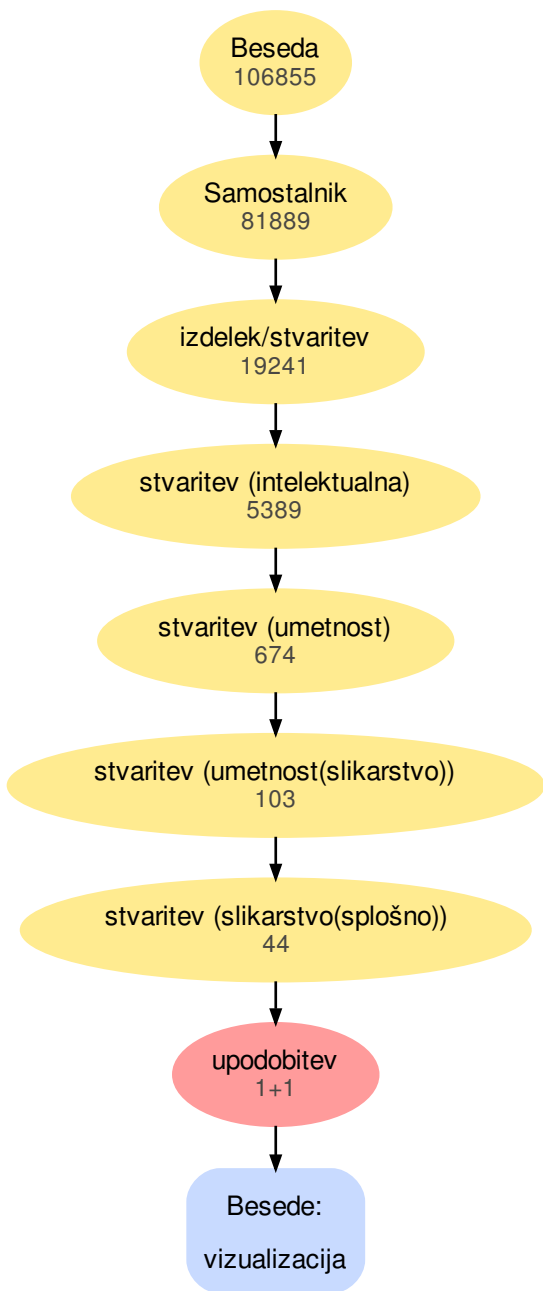 Beseda
106855
Samostalnik
81889
izdelek/stvaritev
19241
stvaritev (intelektualna)
5389
stvaritev (umetnost)
674
stvaritev (umetnost(slikarstvo))
103
stvaritev (slikarstvo(splošno))
44
upodobitev
1+1
Besede:
vizualizacija